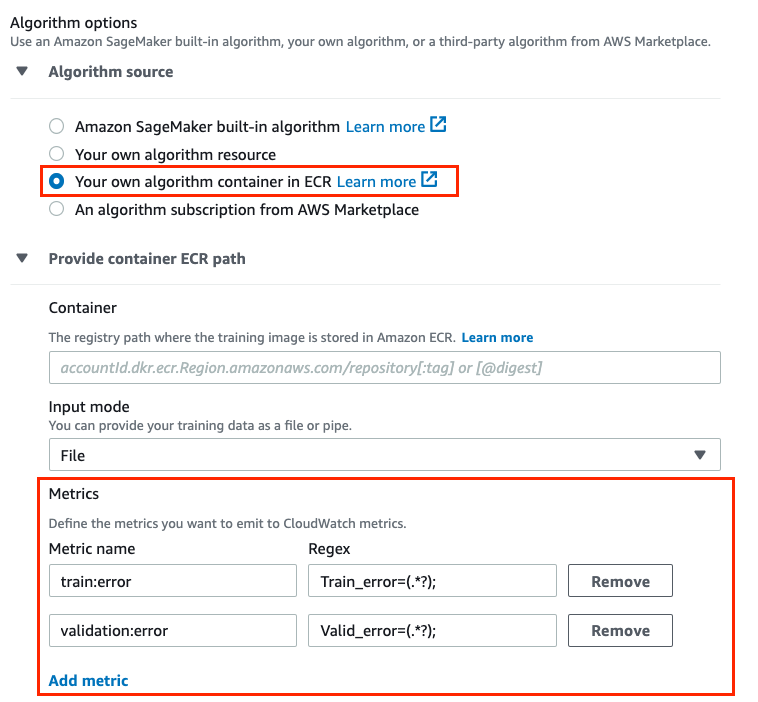 Algorithm options
Use an Amazon SageMaker built-in algorithm, your own algorithm, or a third-party algorithm from AWS Marketplace.
Algorithm source
Amazon SageMaker built-in algorithm Learn more
Your own algorithm resource
Your own algorithm container in ECR Learn more
An algorithm subscription from AWS Marketplace
Provide container ECR path
Container
The registry path where the training image is stored in Amazon ECR. Learn more
accountId.dkr.ecr.Region.amazonaws.com/repository[:tag] or [@digest]
Input mode
You can provide your training data as a file or pipe.
File
Metrics
Define the metrics you want to emit to CloudWatch metrics.
Metric name Regex
train:error Train_error=(.*?); Remove
validation:error Valid_error=(.*?); Remove
Add metric